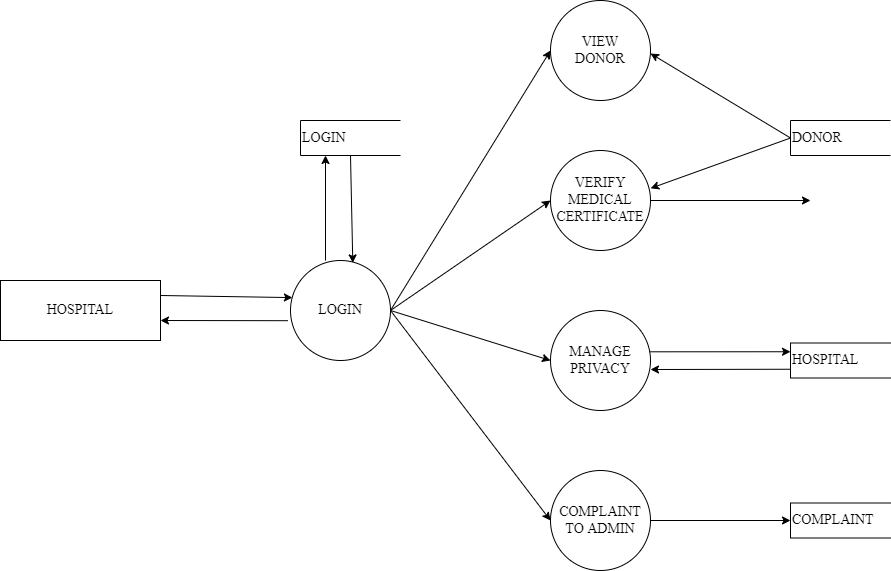 VIEW
DONOR
LOGIN
DONOR
VERIFY
MEDICAL
CERTIFICATE
HOSPITAL
LOGIN
MANAGE
PRIVACY
HOSPITAL
COMPLAINT
TO ADMIN
COMPLAINT